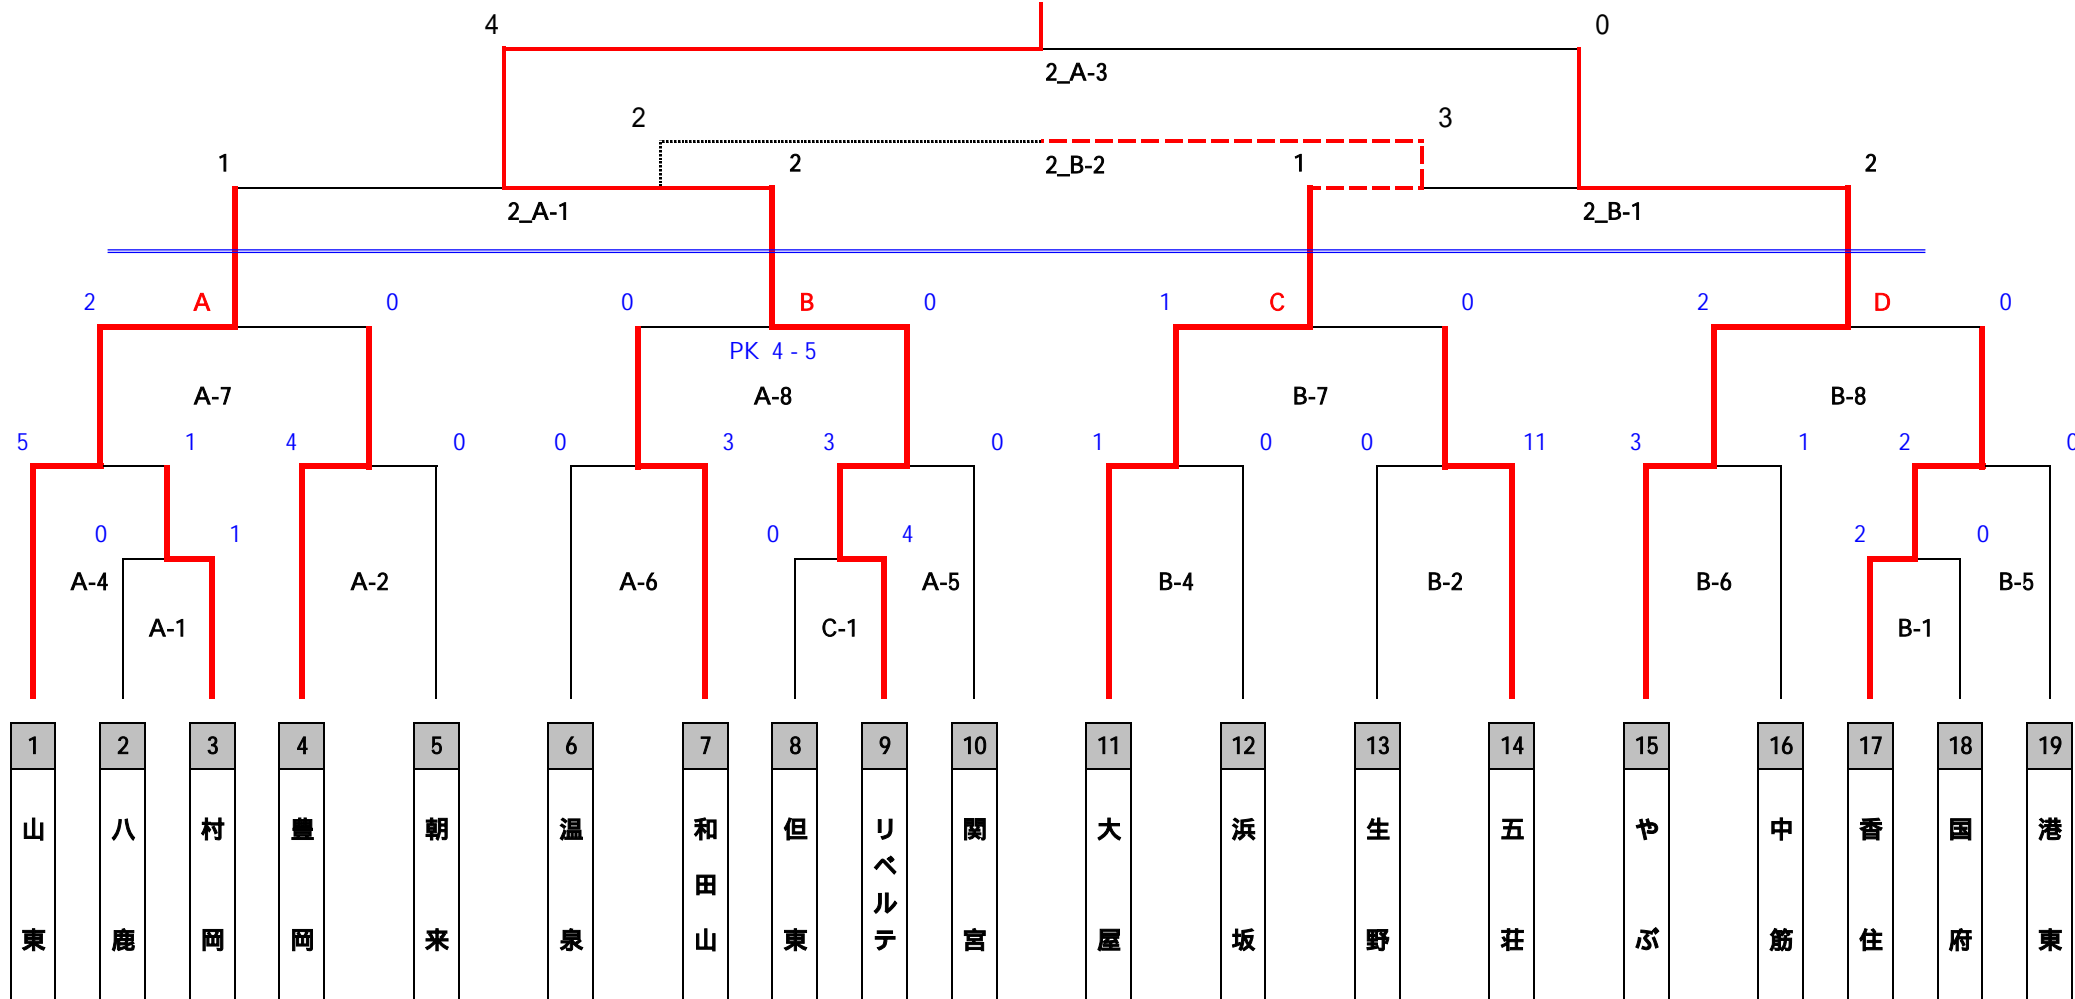 4 0
2_A-3
2 3
1 2 2_B-2 1 2
2_A-1 2_B-1
2 A 0 0 B 0 1 C 0 2 D 0
PK 4 - 5
A-7 A-8 B-7 B-8
5 1 4 0 0 3 3 0 1 0 0 11 3 1 2 0
0 1 0 4 2 0
A-4 A-2 A-6 A-5 B-4 B-2 B-6 B-5
A-1 C-1 B-1
1 2 3 4 5 6 7 8 9 10 11 12 13 14 15 16 17 18 19
山東
八鹿
村岡
豊岡
朝来
温泉
和田山
但東
リベルテ
関宮
大屋
浜坂
生野
五荘
やぶ
中筋
香住
国府
港東